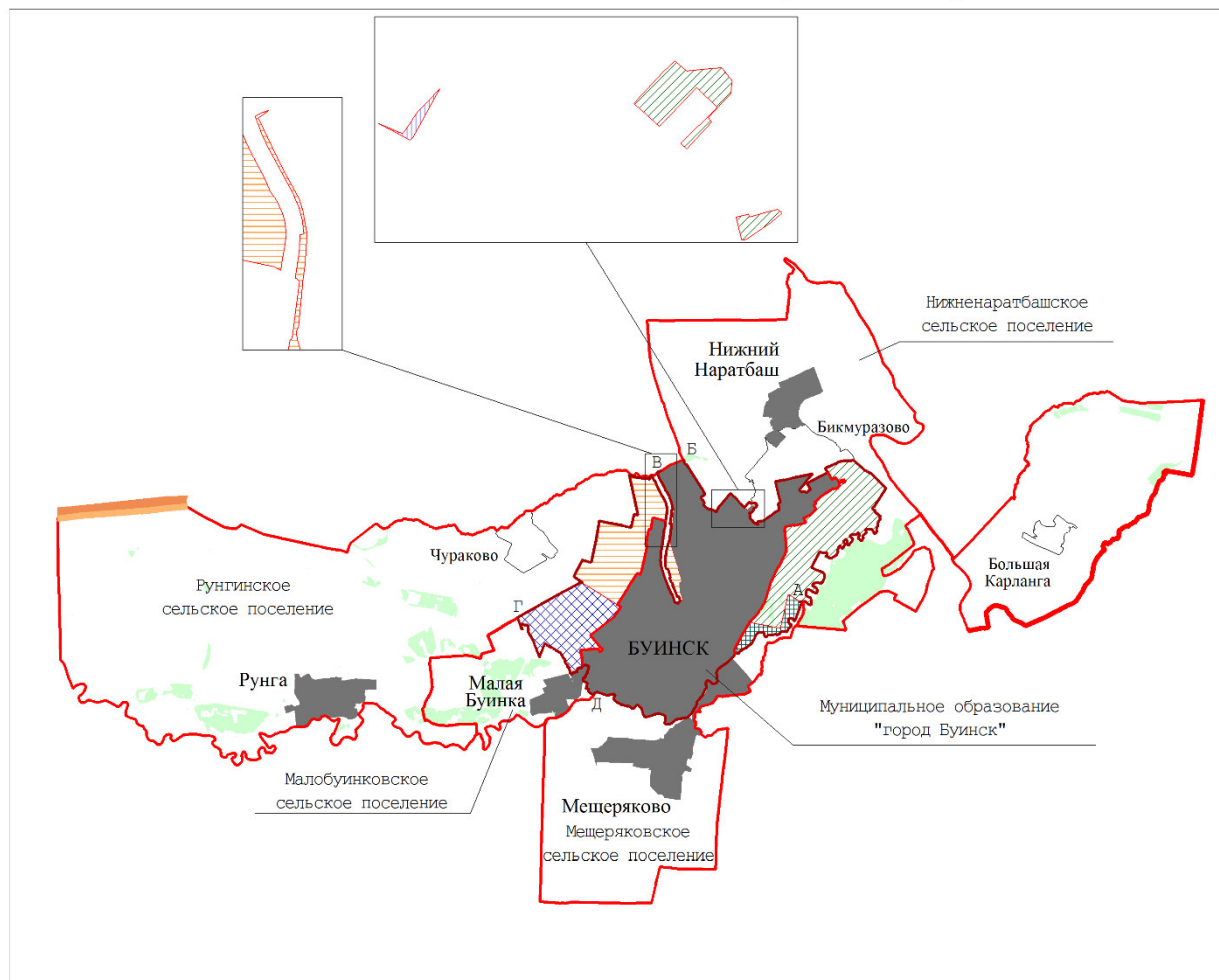 Нижненаратбашское
сельское поселение
Нижний
Наратбаш
Бикмуразово
Б
В
Чураково
Большая
Карланга
Рунгинское
сельское поселение
А
Г
БУИНСК
Рунга
Малая
Буинка
Д
Муниципальное образование
"город Буинск"
Малобуинковское
сельское поселение
Мещеряково
Мещеряковское
сельское поселение